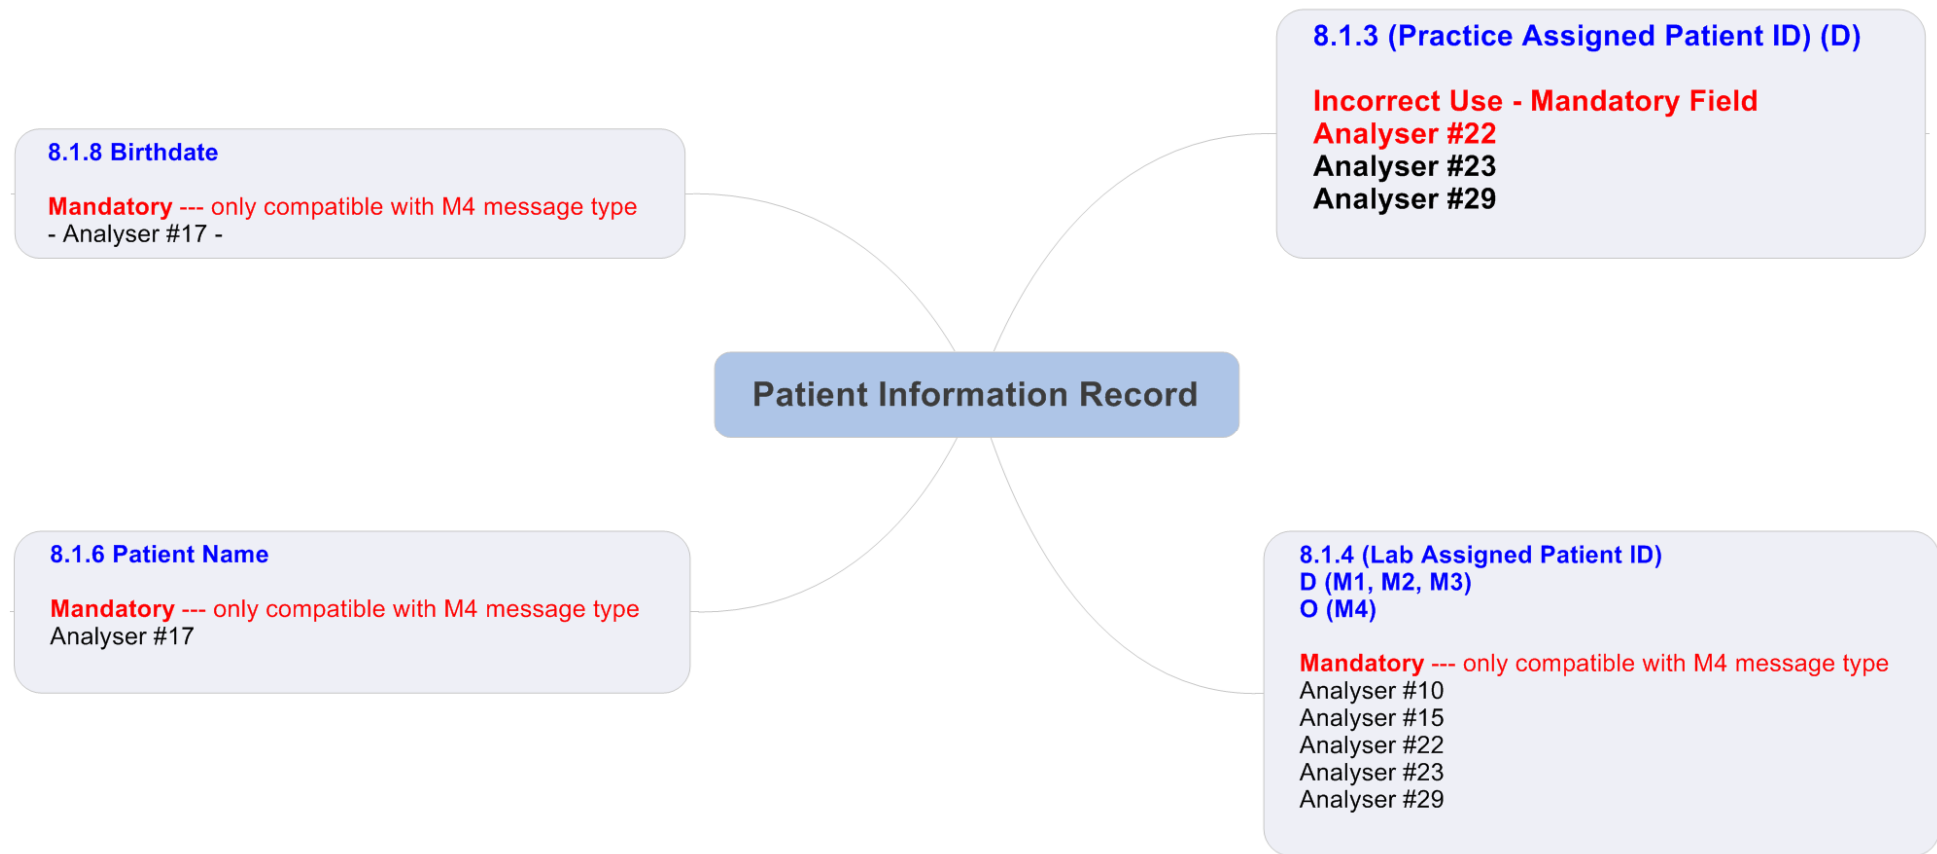 8.1.3 (Practice Assigned Patient ID) (D)
Incorrect Use - Mandatory Field
Analyser #22
Analyser #23
Analyser #29
8.1.8 Birthdate
Mandatory --- only compatible with M4 message type
- Analyser #17 -
Patient Information Record
8.1.6 Patient Name
Mandatory --- only compatible with M4 message type
Analyser #17
8.1.4 (Lab Assigned Patient ID)
D (M1, M2, M3)
O (M4)
Mandatory --- only compatible with M4 message type
Analyser #10
Analyser #15
Analyser #22
Analyser #23
Analyser #29